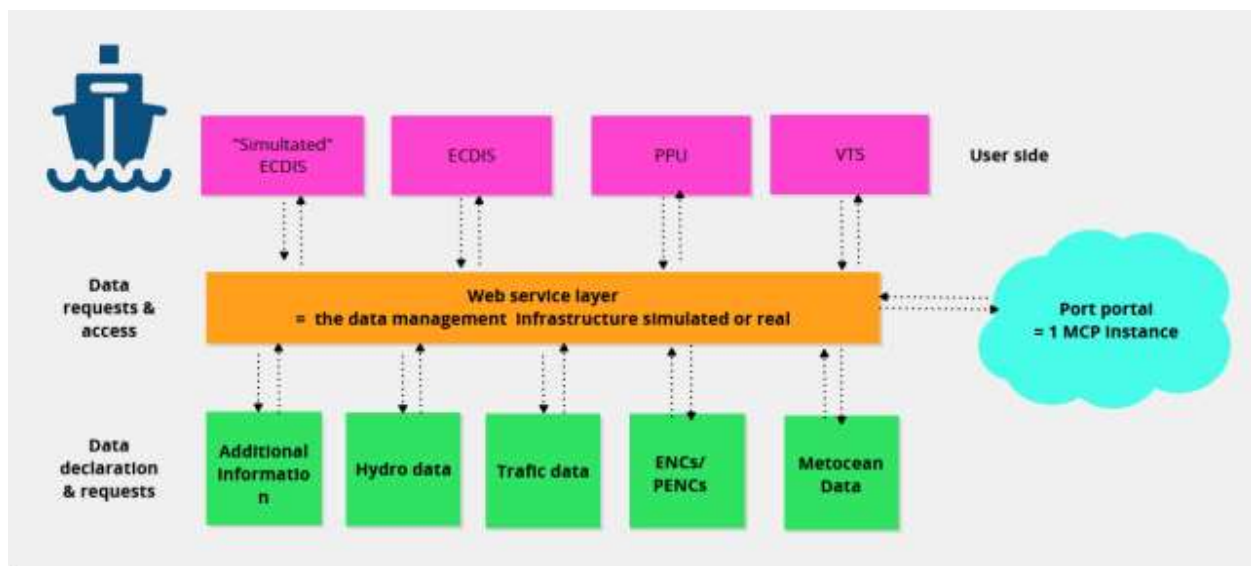 "Simultated"
ECDIS
ECDIS
PPU
VTS
User side
Data
requests &
access
Web service layer
= the data management Infrastructure simulated or real
Port portal
= 1 MCP Instance
Data
declaration
& requests
Additional
Informatio
n
Hydro data
Trafic data
ENCs/
PENCs
Metocean
Data